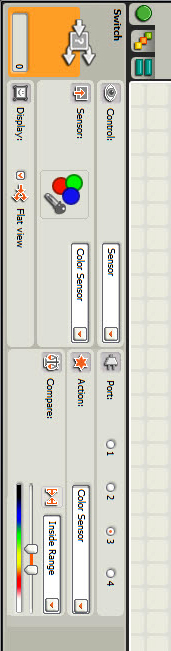 Switch
0
Control:
Sensor
Sensor:
Color Sensor
Display:
Flat view
Port:
1
2
3
4
Action:
Color Sensor
Compare:
Inside Range